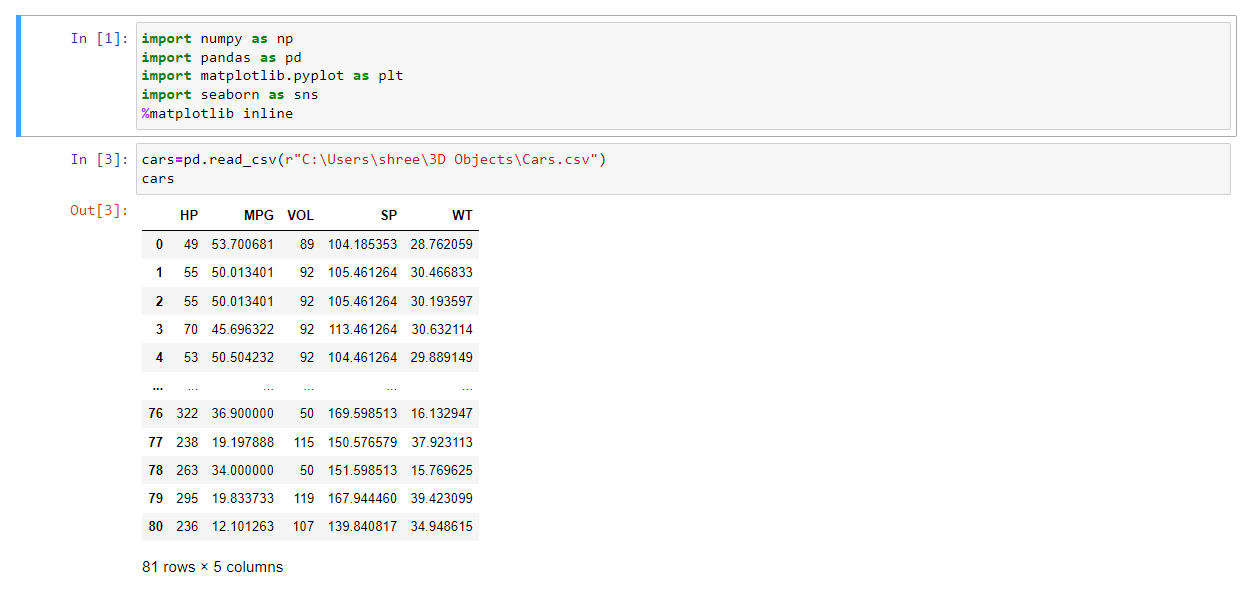 In [1]: import numpy as np
import pandas as pd
import matplotlib.pyplot as plt
import seaborn as sns
%matplotlib inline
In [3]: cars=pd.read_csv(r"C:\Users\shree\3D Objects\Cars.csv")
cars
Out[3]:
HP MPG VOL SP WT
0 49 53.700681 89 104.185353 28.762059
1 55 50.013401 92 105.461264 30.466833
2 55 50.013401 92 105.461264 30.193597
3 70 45.696322 92 113.461264 30.632114
4 53 50.504232 92 104.461264 29.889149
... ... ... ... ... ...
76 322 36.900000 50 169.598513 16.132947
77 238 19.197888 115 150.576579 37.923113
78 263 34.000000 50 151.598513 15.769625
79 295 19.833733 119 167.944460 39.423099
80 236 12.101263 107 139.840817 34.948615
81 rows × 5 columns